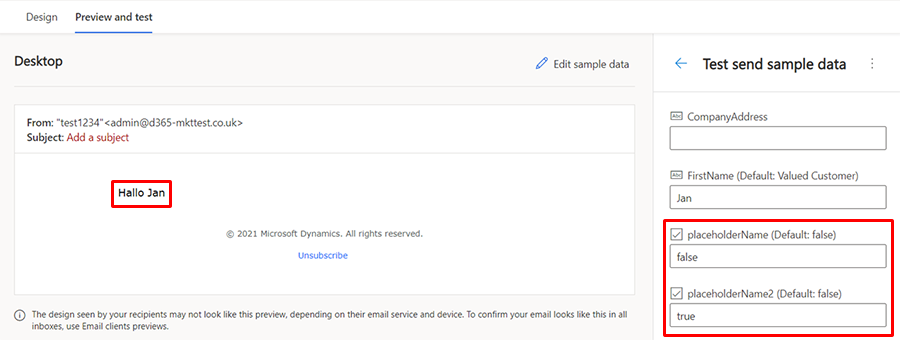 Design Preview and test
Desktop
Edit sample data
From: "test1234"<admin@d365-mkttest.co.uk>
Subject: Add a subject
Hallo Jan
© 2021 Microsoft Dynamics. All rights reserved.
Unsubscribe
The design seen by your recipients may not look like this preview, depending on their email service and device. To confirm your email looks like this in all
inboxes, use Email clients previews.
Test send sample data
Abc CompanyAddress
Abc FirstName (Default: Valued Customer)
Jan
placeholderName (Default: false)
false
placeholderName2 (Default: false)
true